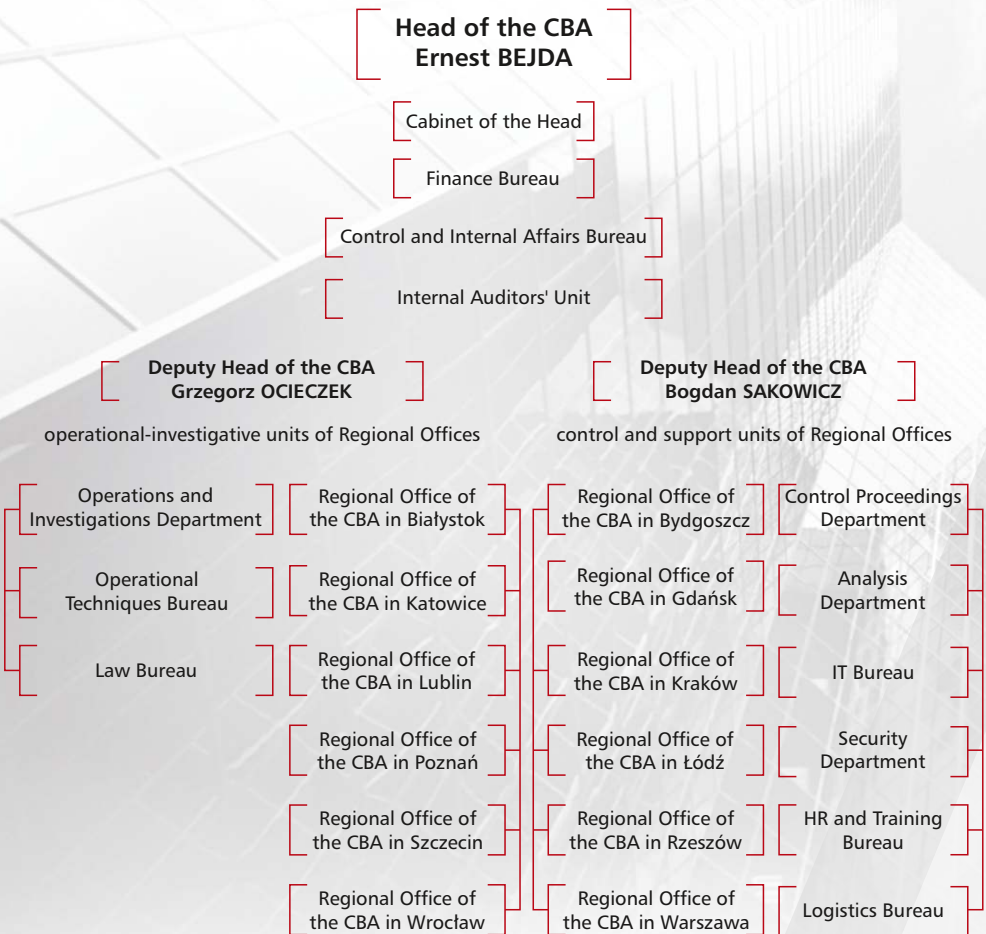 Head of the CBA
Ernest BEJDA
Cabinet of the Head
Finance Bureau
Control and Internal Affairs Bureau
Internal Auditors' Unit
Deputy Head of the CBA
Grzegorz OCIECZEK
operational-investigative units of Regional Offices
Operations and
Investigations Department
Operational
Techniques Bureau
Law Bureau
Regional Office of
the CBA in Białystok
Regional Office of
the CBA in Katowice
Regional Office of
the CBA in Lublin
Regional Office of
the CBA in Poznań
Regional Office of
the CBA in Szczecin
Regional Office of
the CBA in Wrocław
Deputy Head of the CBA
Bogdan SAKOWICZ
control and support units of Regional Offices
Regional Office of
the CBA in Bydgoszcz
Regional Office of
the CBA in Gdańsk
Regional Office of
the CBA in Kraków
Regional Office of
the CBA in Łódź
Regional Office of
the CBA in Rzeszów
Regional Office of
the CBA in Warszawa
Control Proceedings
Department
Analysis
Department
IT Bureau
Security
Department
HR and Training
Bureau
Logistics Bureau